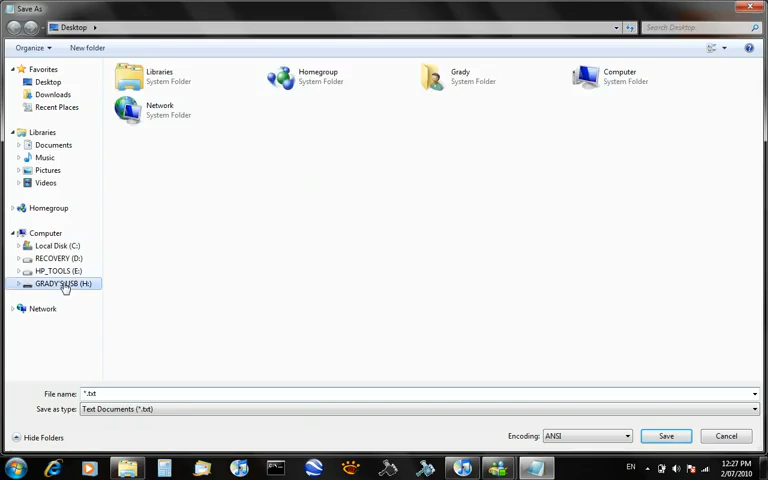 Save As
Desktop
Search Desktop
Organize
New folder
Favorites
Desktop
Downloads
Recent Places
Libraries
Documents
Music
Pictures
Videos
Homegroup
Computer
Local Disk (C:)
RECOVERY (D:)
HP_TOOLS (E:)
GRADY'S USB (H:)
Network
Libraries
System Folder
Homegroup
System Folder
Grady
System Folder
Computer
System Folder
Network
System Folder
File name: *.txt
Save as type: Text Documents (*.txt)
Hide Folders
Encoding: ANSI
Save
Cancel
EN
12:27 PM
2/07/2010